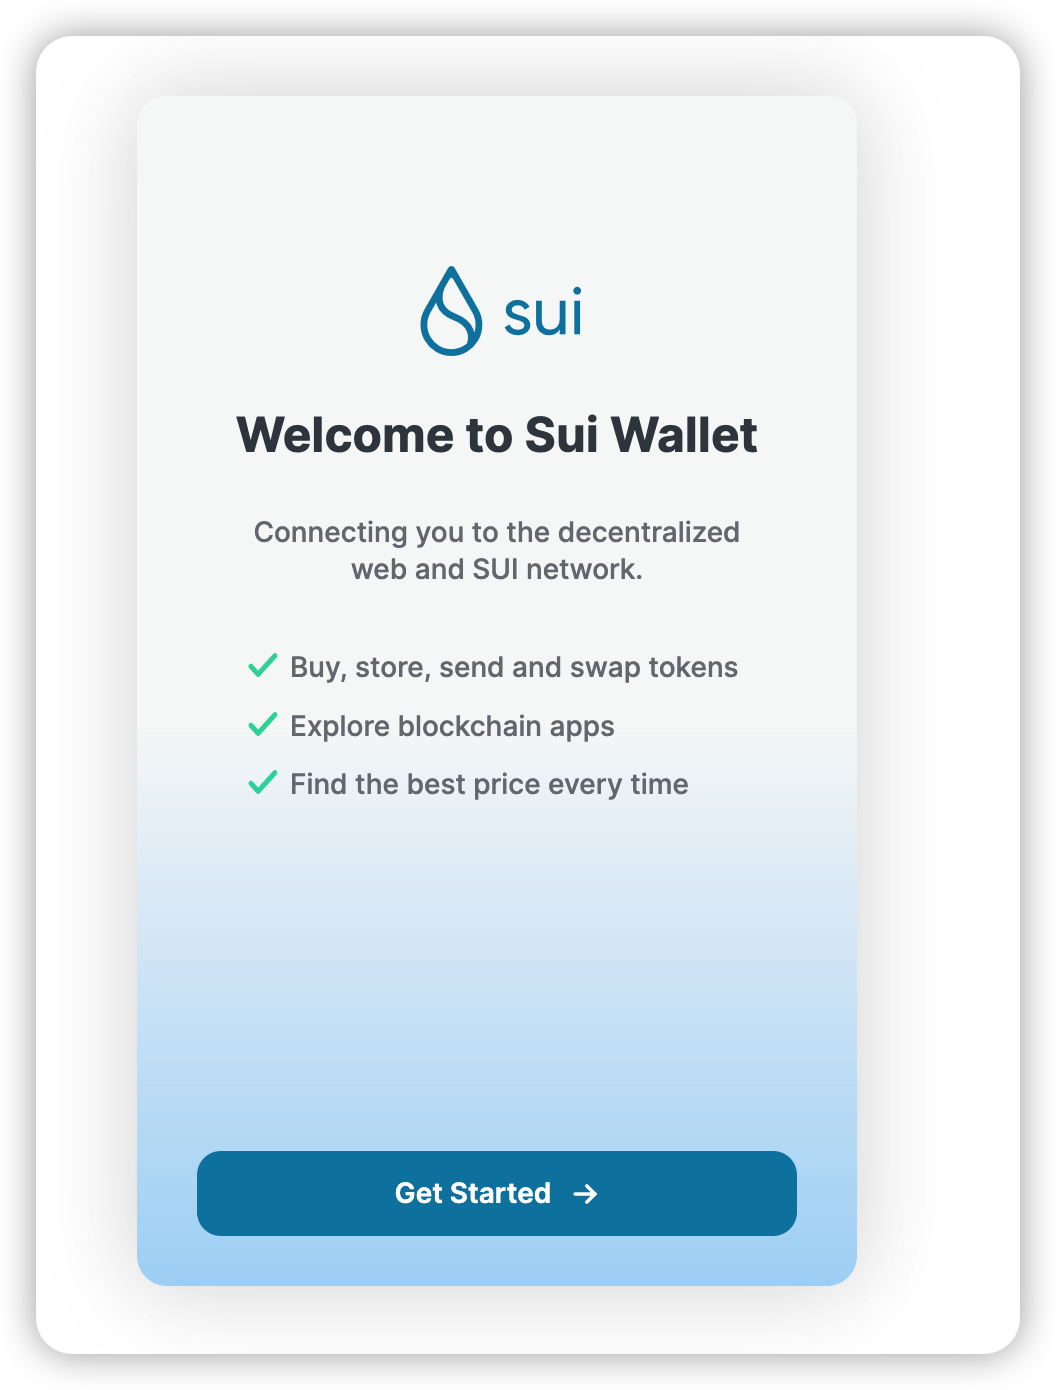 sui
Welcome to Sui Wallet
Connecting you to the decentralized
web and SUI network.
Buy, store, send and swap tokens
Explore blockchain apps
Find the best price every time
Get Started